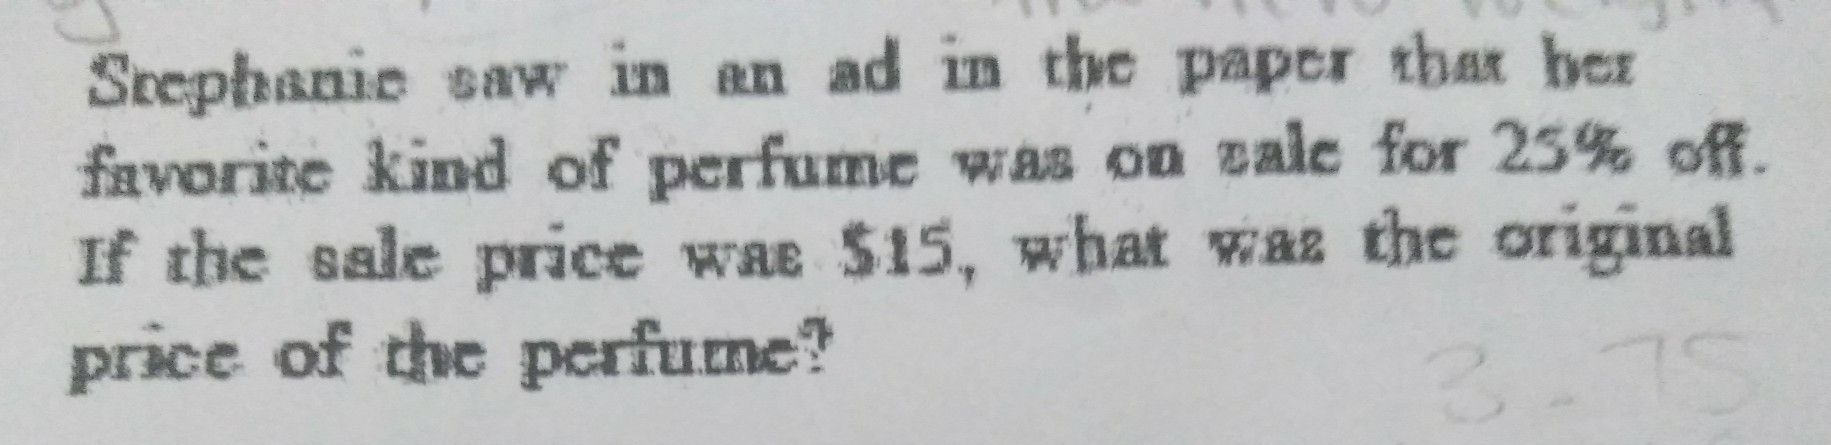 Stephanie saw in an ad in the paper that her
favorite kind of perfume was on sale for 25% off.
If the sale price was $15, what was the original
price of the perfume?
3.75